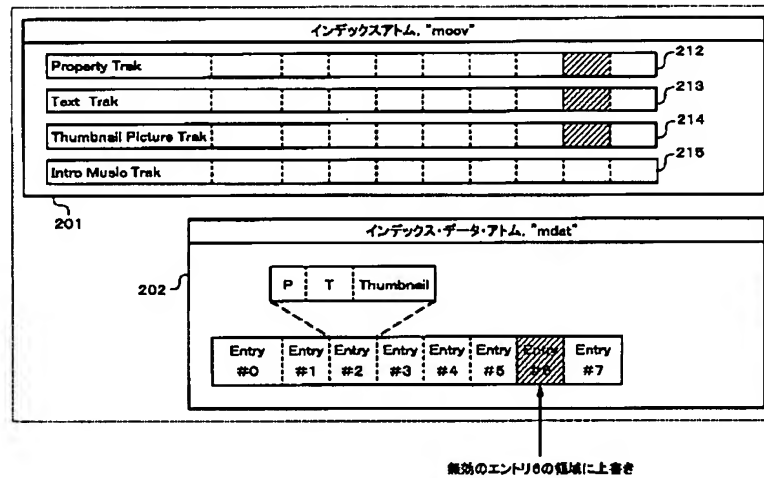 インデックスアトム, "moov"
Property Trak
212
Text Trak
213
Thumbnail Picture Trak
214
Intro Music Trak
215
201
インデックス・データ・アトム, "mdat"
202
P T Thumbnail
Entry #0
Entry #1
Entry #2
Entry #3
Entry #4
Entry #5
Entry #6
Entry #7
無効のエントリ6の領域に上書き